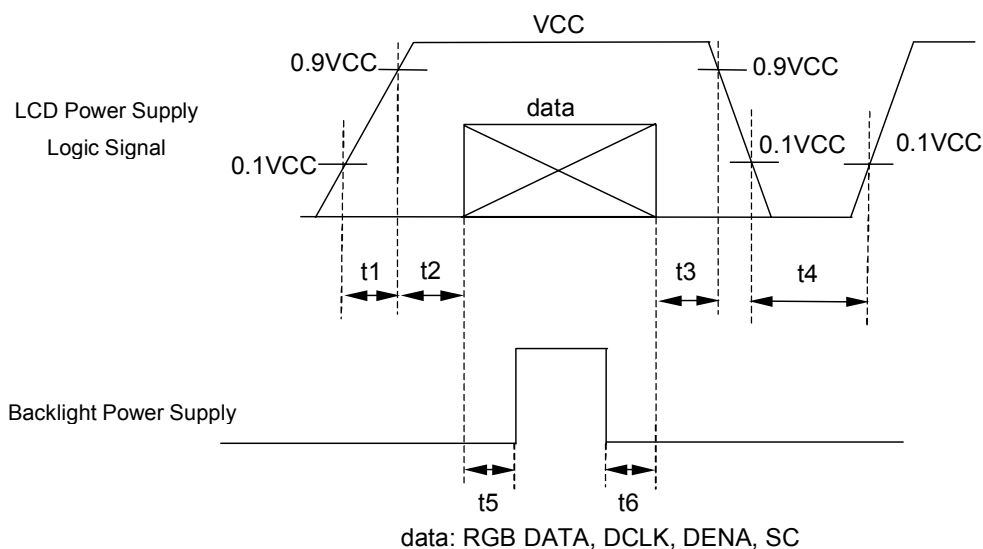 VCC
0.9VCC
0.9VCC
LCD Power Supply
Logic Signal
data
0.1VCC
0.1VCC
0.1VCC
t1
t2
t3
t4
Backlight Power Supply
t5
t6
data: RGB DATA, DCLK, DENA, SC